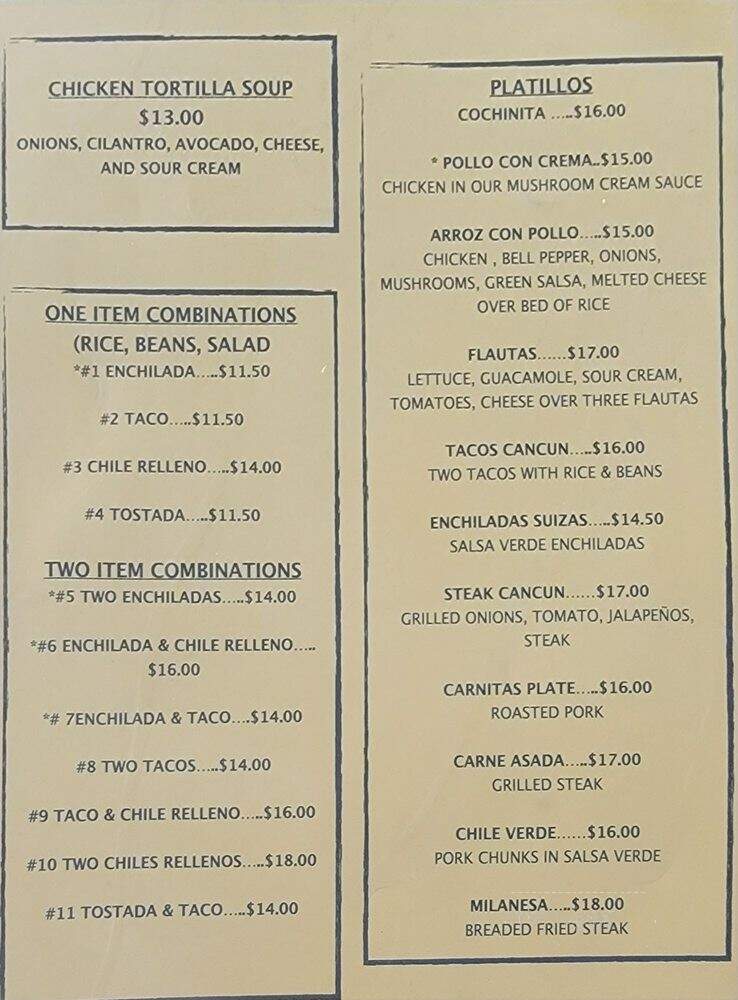 CHICKEN TORTILLA SOUP
$13.00
ONIONS, CILANTRO, AVOCADO, CHEESE,
AND SOUR CREAM
ONE ITEM COMBINATIONS
(RICE, BEANS, SALAD
*#1 ENCHILADA.....$11.50
#2 TACO.....$11.50
#3 CHILE RELLENO.....$14.00
#4 TOSTADA.....$11.50
TWO ITEM COMBINATIONS
*#5 TWO ENCHILADAS.....$14.00
*#6 ENCHILADA & CHILE RELLENO.....
$16.00
*# 7ENCHILADA & TACO....$14.00
#8 TWO TACOS.....$14.00
#9 TACO & CHILE RELLENO.....$16.00
#10 TWO CHILES RELLENOS.....$18.00
#11 TOSTADA & TACO.....$14.00
PLATILLOS
COCHINITA .....$16.00
* POLLO CON CREMA..$15.00
CHICKEN IN OUR MUSHROOM CREAM SAUCE
ARROZ CON POLLO.....$15.00
CHICKEN , BELL PEPPER, ONIONS,
MUSHROOMS, GREEN SALSA, MELTED CHEESE
OVER BED OF RICE
FLAUTAS......$17.00
LETTUCE, GUACAMOLE, SOUR CREAM,
TOMATOES, CHEESE OVER THREE FLAUTAS
TACOS CANCUN.....$16.00
TWO TACOS WITH RICE & BEANS
ENCHILADAS SUIZAS.....$14.50
SALSA VERDE ENCHILADAS
STEAK CANCUN......$17.00
GRILLED ONIONS, TOMATO, JALAPEÑOS,
STEAK
CARNITAS PLATE.....$16.00
ROASTED PORK
CARNE ASADA.....$17.00
GRILLED STEAK
CHILE VERDE......$16.00
PORK CHUNKS IN SALSA VERDE
MILANESA.....$18.00
BREADED FRIED STEAK